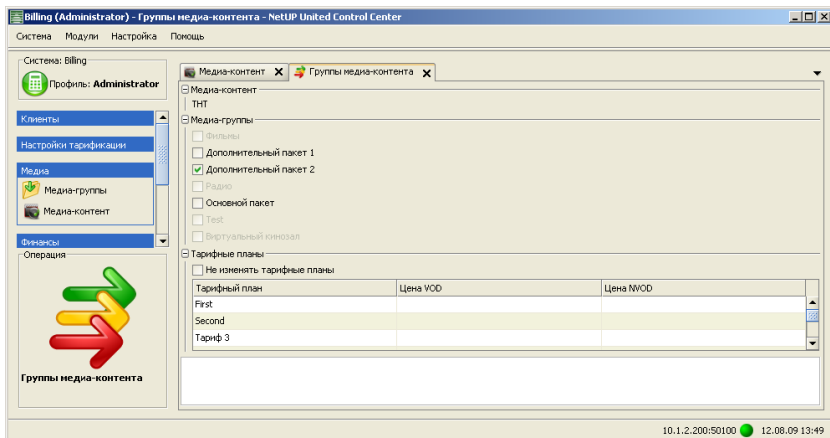 Billing (Administrator) - Группы медиа-контента - NetUP United Control Center
Система Модули Настройка Помощь
Система: Billing
Профиль: Administrator
Клиенты
Настройки тарификации
Медиа
Медиа-группы
Медиа-контент
Финансы
Операция
Группы медиа-контента
Медиа-контент Группы медиа-контента
Медиа-контент
ТНТ
Медиа-группы
Фильмы
Дополнительный пакет 1
Дополнительный пакет 2
Радио
Основной пакет
Test
Виртуальный кинозал
Тарифные планы
Не изменять тарифные планы
Тарифный план Цена VOD Цена NVOD
First
Second
Тариф 3
10.1.2.200:50100 12.08.09 13:49